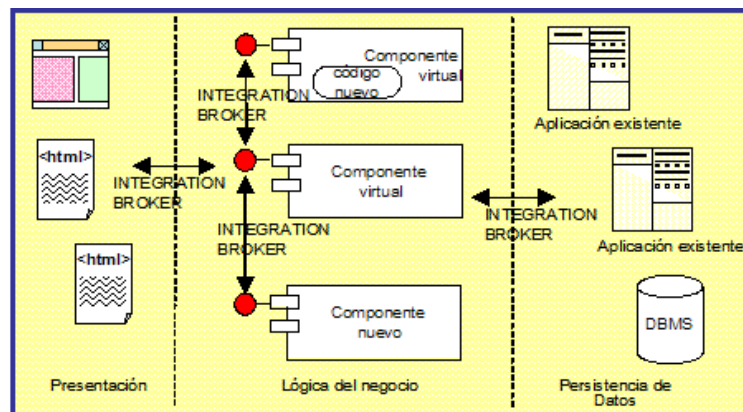 Componente
virtual
código
nuevo
INTEGRATION
BROKER
Aplicación existente
<html>
INTEGRATION
BROKER
Componente
virtual
INTEGRATION
BROKER
INTEGRATION
BROKER
Aplicación existente
<html>
Componente
nuevo
DBMS
Presentación
Lógica del negocio
Persistencia de
Datos